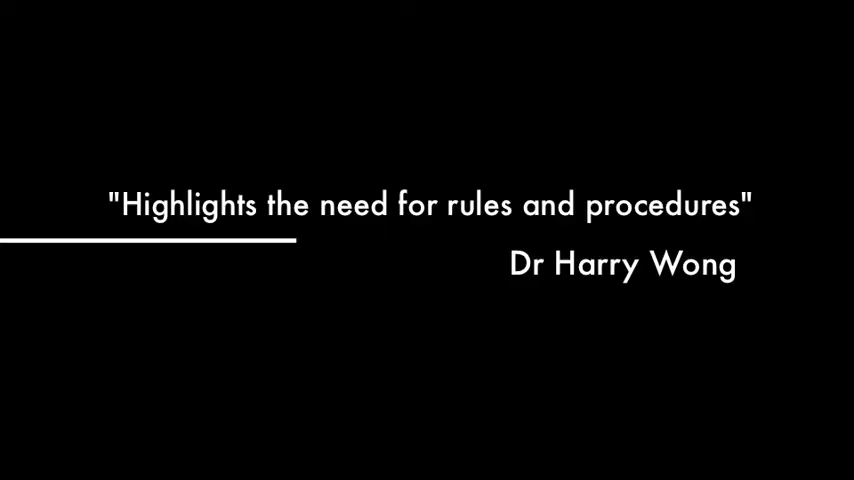 "Highlights the need for rules and procedures"
Dr Harry Wong